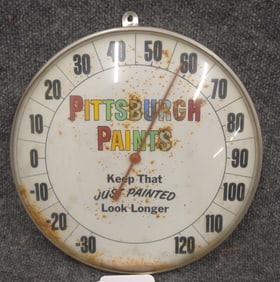 40 50
30 60
20 70
PITTSBURGH
10 80
PAINTS
0 90
Keep That
-10 100
JUST PAINTED
Look Longer
-20 110
-30 120